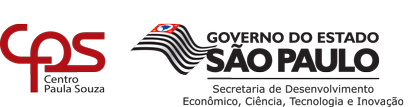 cps
Centro
Paula Souza
GOVERNO DO ESTADO
SÃO PAULO
Secretaria de Desenvolvimento
Econômico, Ciência, Tecnologia e Inovação